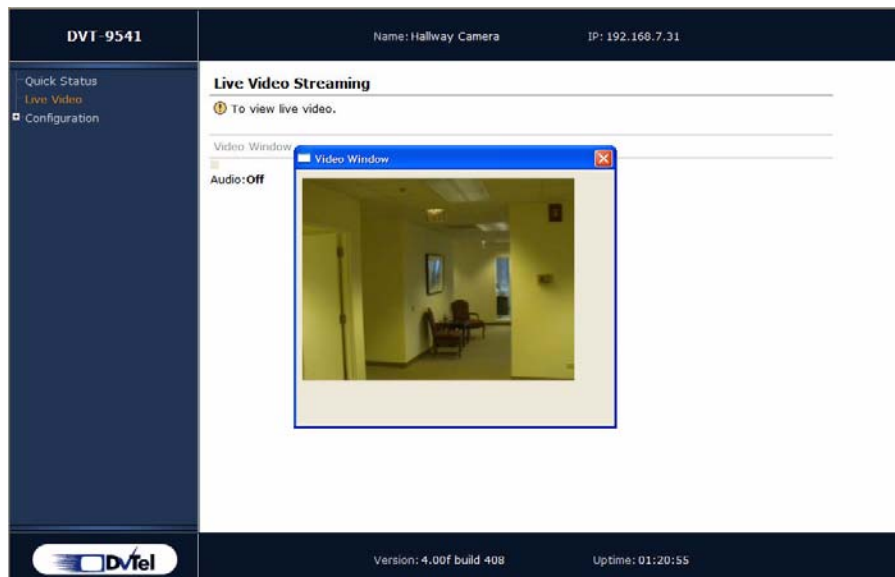 DVT-9541
Name: Hallway Camera
IP: 192.168.7.31
Quick Status
Live Video
Configuration
Live Video Streaming
To view live video.
Video Window
Audio:Off
Video Window
DVTel
Version: 4.00f build 408
Uptime: 01:20:55